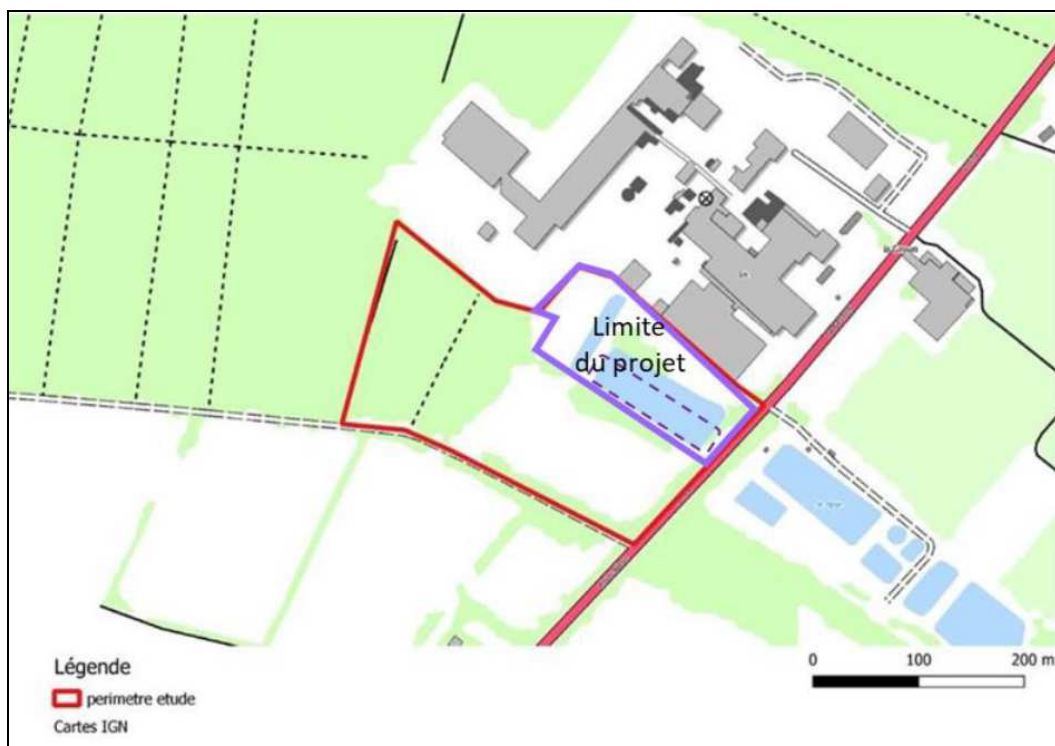 Limite
du projet
Légende
perimetre etude
Cartes IGN
0 100 200 m